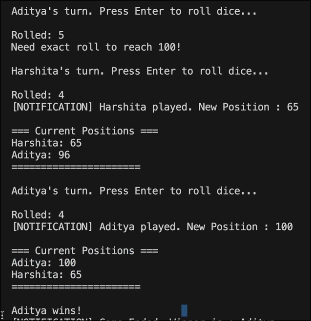 Aditya's turn. Press Enter to roll dice...
Rolled: 5
Need exact roll to reach 100!
Harshita's turn. Press Enter to roll dice...
Rolled: 4
[NOTIFICATION] Harshita played. New Position : 65
=== Current Positions ===
Harshita: 65
Aditya: 96
=======================
Aditya's turn. Press Enter to roll dice...
Rolled: 4
[NOTIFICATION] Aditya played. New Position : 100
=== Current Positions ===
Aditya: 100
Harshita: 65
=======================
Aditya wins!